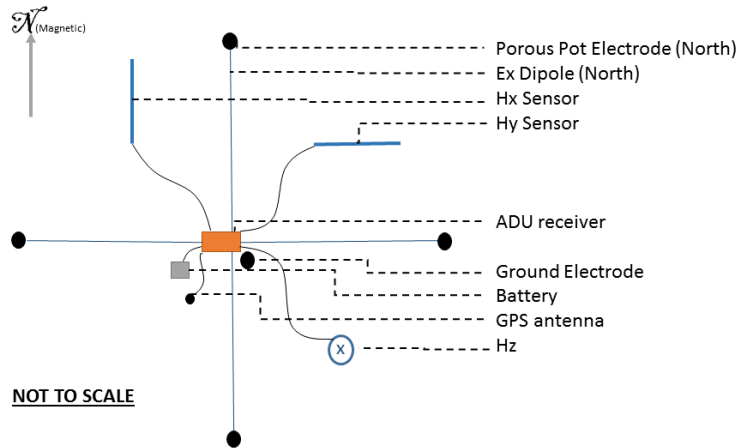 N(Magnetic)
Porous Pot Electrode (North)
Ex Dipole (North)
Hx Sensor
Hy Sensor
ADU receiver
Ground Electrode
Battery
GPS antenna
Hz
X
NOT TO SCALE